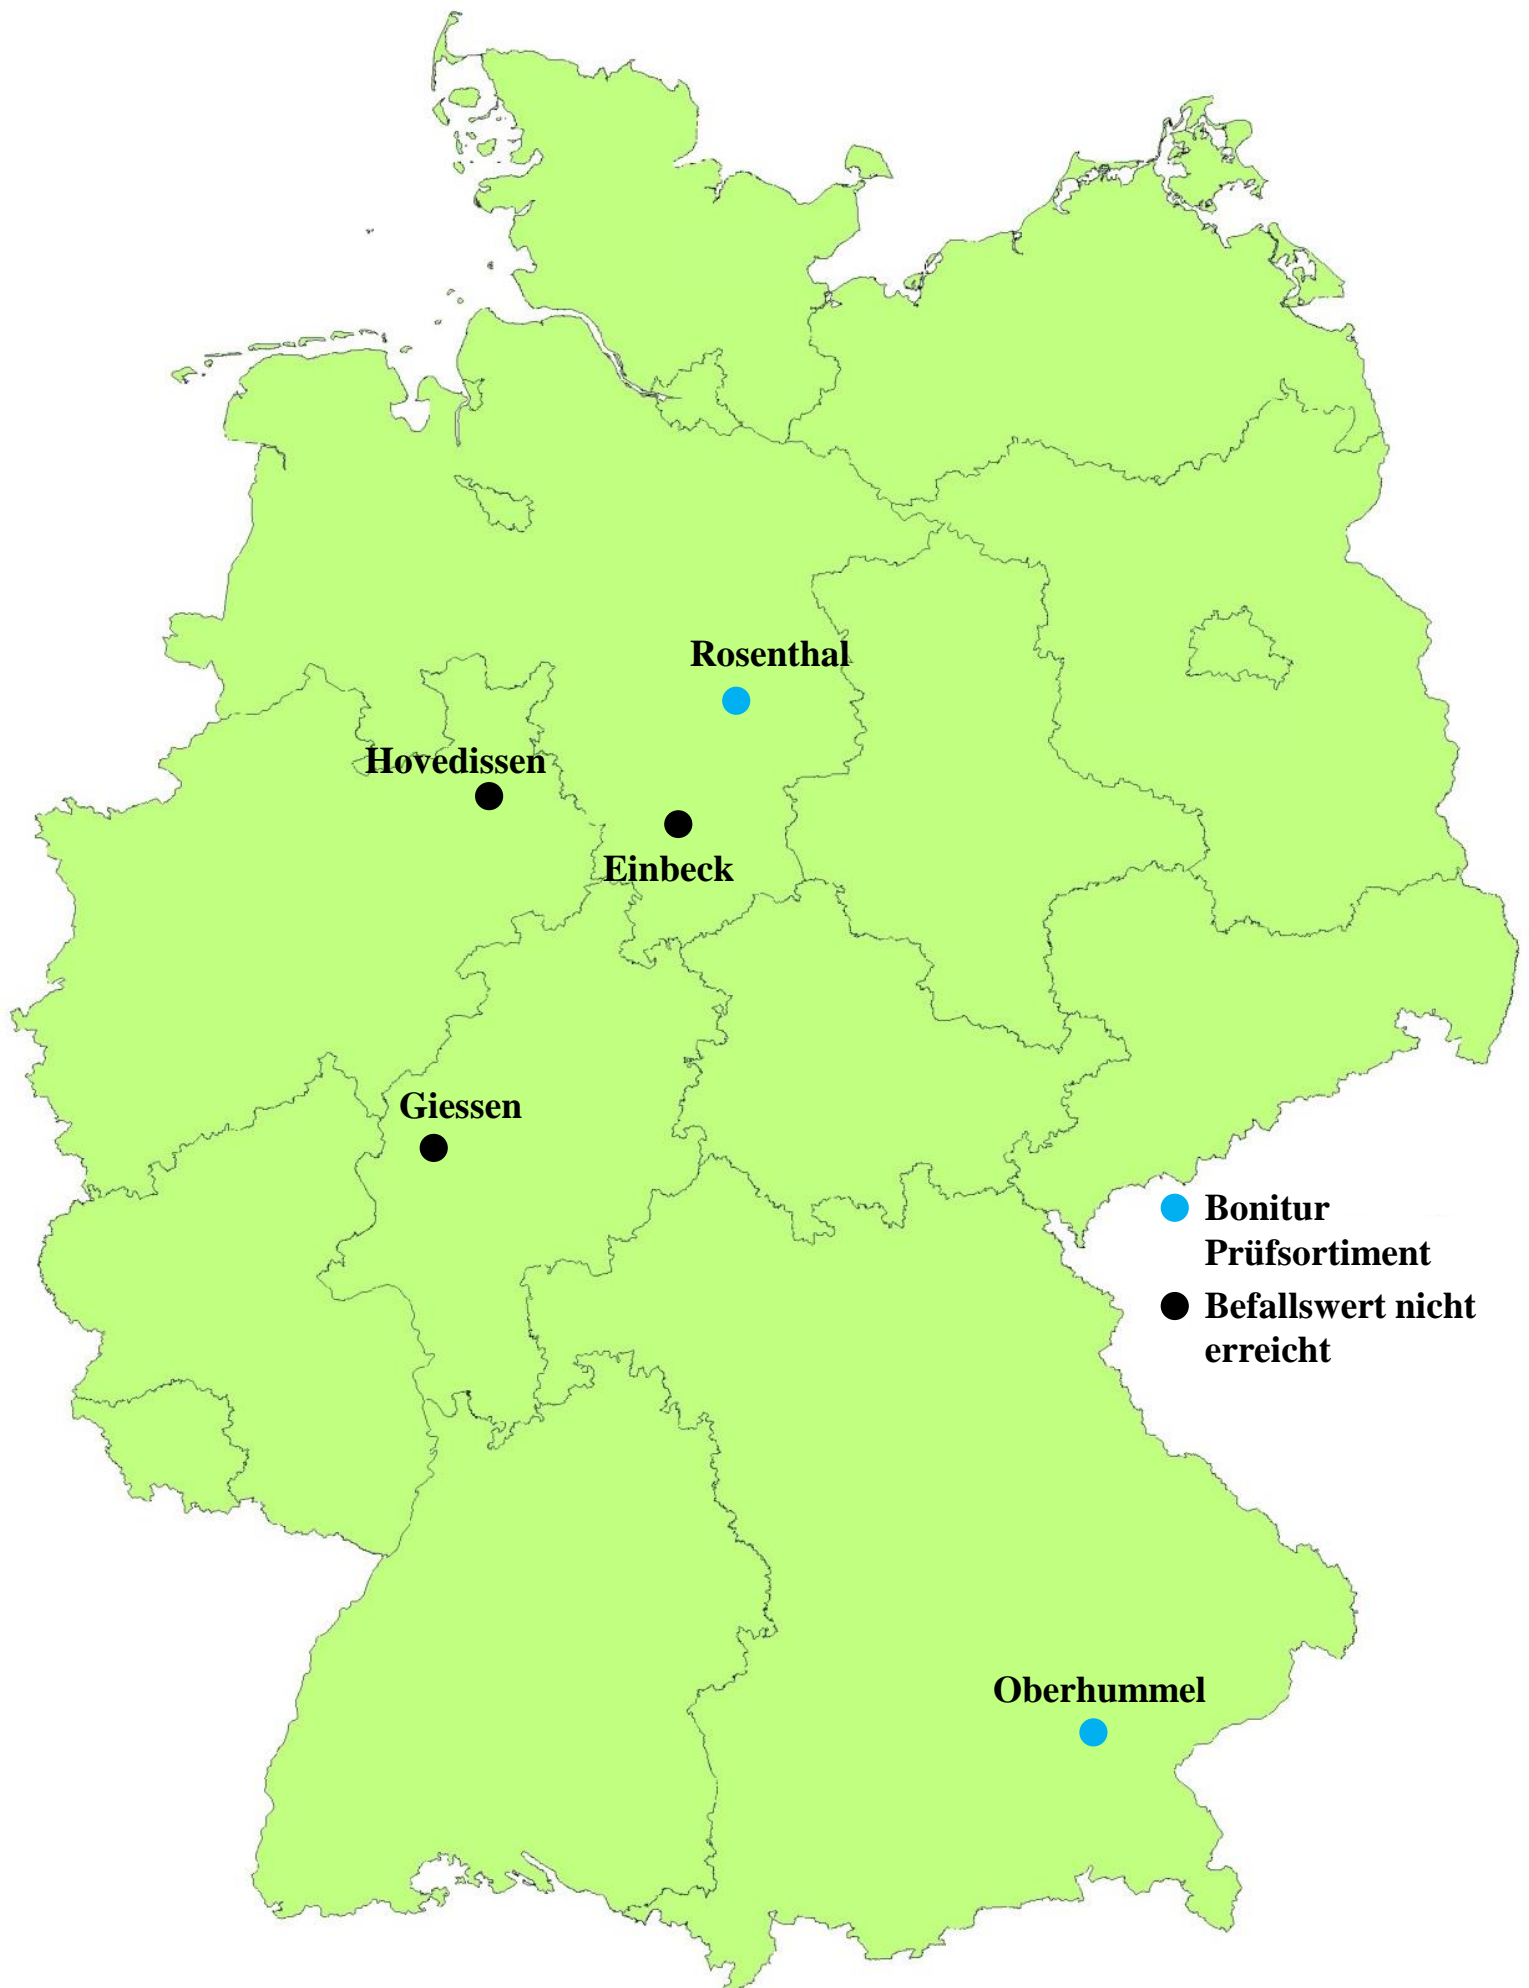 Rosenthal
Hovedissen
Einbeck
Giessen
Bonitur
Prüfsortiment
Befallswert nicht
erreicht
Oberhummel